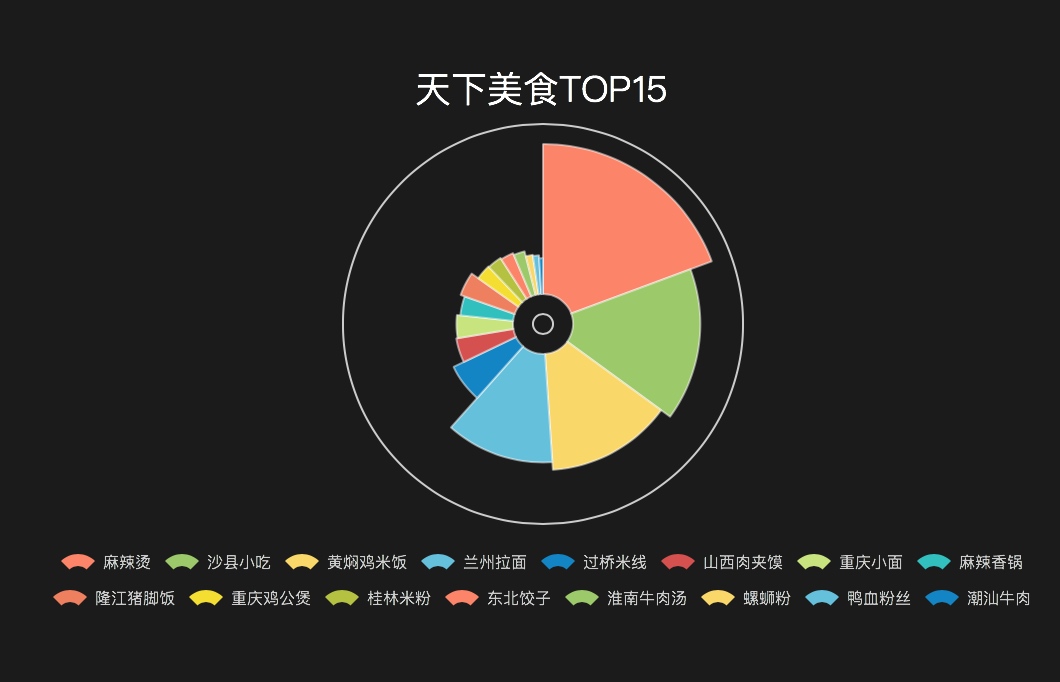 天下美食TOP15
麻辣烫 沙县小吃 黄焖鸡米饭 兰州拉面 过桥米线 山西肉夹馍 重庆小面 麻辣香锅
隆江猪脚饭 重庆鸡公煲 桂林米粉 东北饺子 淮南牛肉汤 螺蛳粉 鸭血粉丝 潮汕牛肉